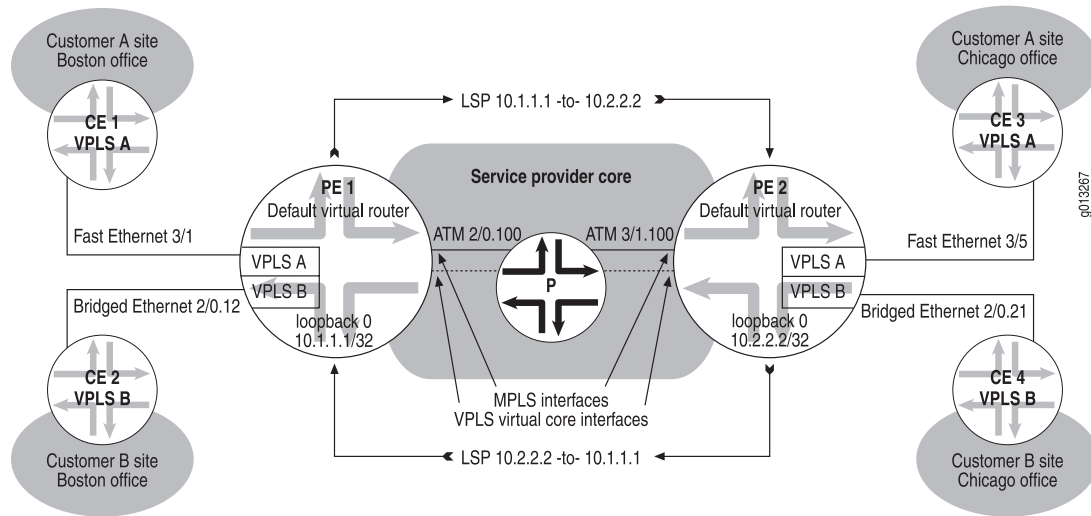 Customer A site
Boston office
CE 1
VPLS A
Customer A site
Chicago office
CE 3
VPLS A
g013267
LSP 10.1.1.1 -to- 10.2.2.2
Service provider core
PE 1
Default virtual router
PE 2
Default virtual router
Fast Ethernet 3/1
ATM 2/0.100
ATM 3/1.100
Fast Ethernet 3/5
VPLS A
VPLS B
P
VPLS A
VPLS B
Bridged Ethernet 2/0.12
Bridged Ethernet 2/0.21
loopback 0
10.1.1.1/32
loopback 0
10.2.2.2/32
CE 2
VPLS B
MPLS interfaces
VPLS virtual core interfaces
CE 4
VPLS B
LSP 10.2.2.2 -to- 10.1.1.1
Customer B site
Boston office
Customer B site
Chicago office